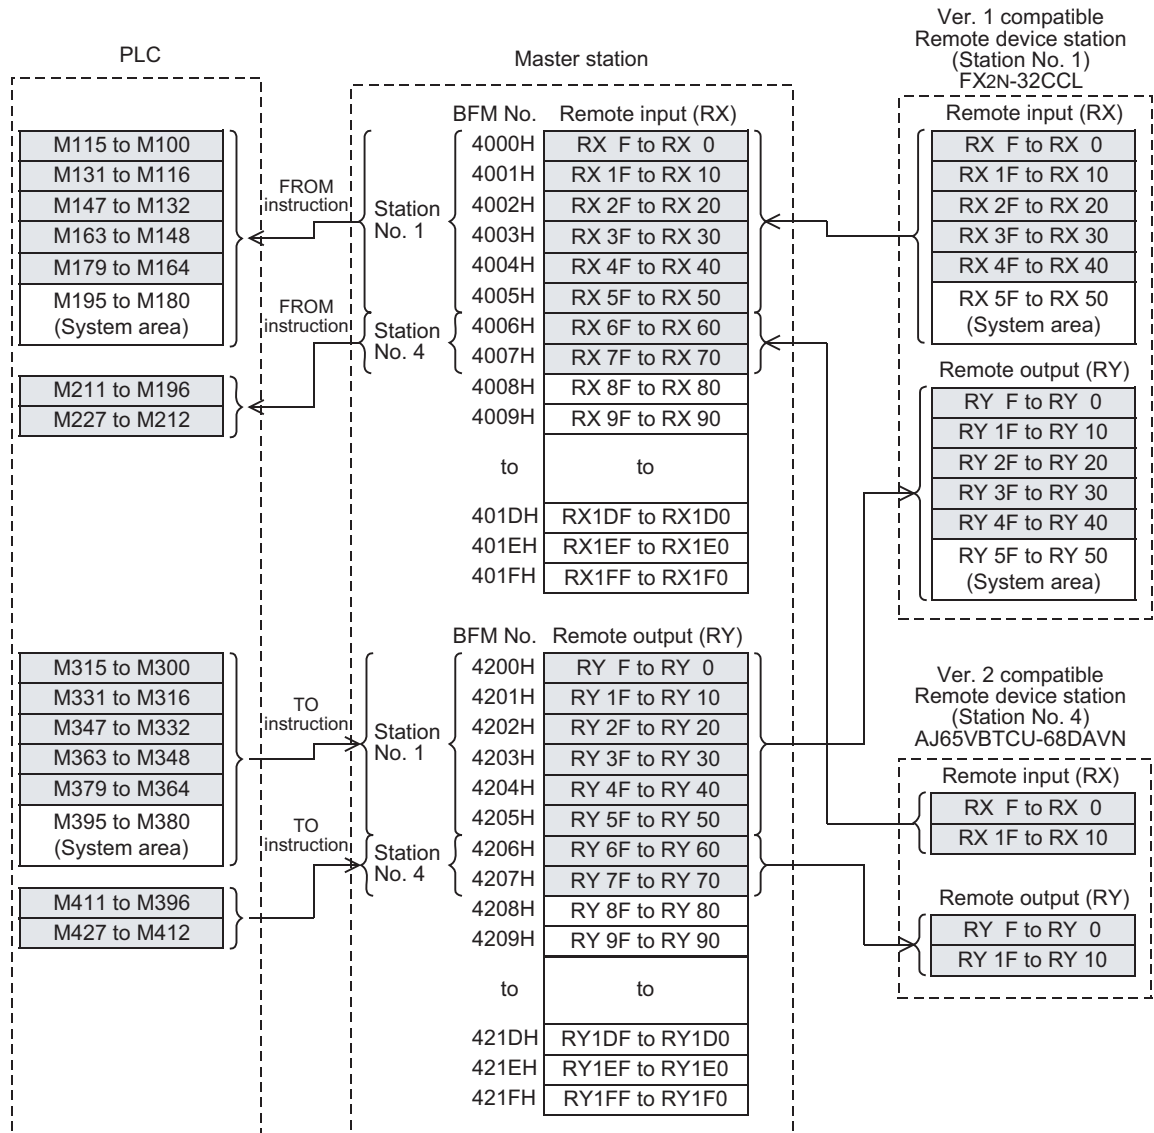 PLC
M115 to M100
M131 to M116
M147 to M132
M163 to M148
M179 to M164
M195 to M180
(System area)
M211 to M196
M227 to M212
M315 to M300
M331 to M316
M347 to M332
M363 to M348
M379 to M364
M395 to M380
(System area)
M411 to M396
M427 to M412
FROM
instruction
FROM
instruction
TO
instruction
TO
instruction
Master station
BFM No. Remote input (RX)
Station
No. 1
Station
No. 4
4000H RX F to RX 0
4001H RX 1F to RX 10
4002H RX 2F to RX 20
4003H RX 3F to RX 30
4004H RX 4F to RX 40
4005H RX 5F to RX 50
4006H RX 6F to RX 60
4007H RX 7F to RX 70
4008H RX 8F to RX 80
4009H RX 9F to RX 90
to to
401DH RX1DF to RX1D0
401EH RX1EF to RX1E0
401FH RX1FF to RX1F0
BFM No. Remote output (RY)
Station
No. 1
Station
No. 4
4200H RY F to RY 0
4201H RY 1F to RY 10
4202H RY 2F to RY 20
4203H RY 3F to RY 30
4204H RY 4F to RY 40
4205H RY 5F to RY 50
4206H RY 6F to RY 60
4207H RY 7F to RY 70
4208H RY 8F to RY 80
4209H RY 9F to RY 90
to to
421DH RY1DF to RY1D0
421EH RY1EF to RY1E0
421FH RY1FF to RY1F0
Ver. 1 compatible
Remote device station
(Station No. 1)
FX2N-32CCL
Remote input (RX)
RX F to RX 0
RX 1F to RX 10
RX 2F to RX 20
RX 3F to RX 30
RX 4F to RX 40
RX 5F to RX 50
(System area)
Remote output (RY)
RY F to RY 0
RY 1F to RY 10
RY 2F to RY 20
RY 3F to RY 30
RY 4F to RY 40
RY 5F to RY 50
(System area)
Ver. 2 compatible
Remote device station
(Station No. 4)
AJ65VBTCU-68DAVN
Remote input (RX)
RX F to RX 0
RX 1F to RX 10
Remote output (RY)
RY F to RY 0
RY 1F to RY 10